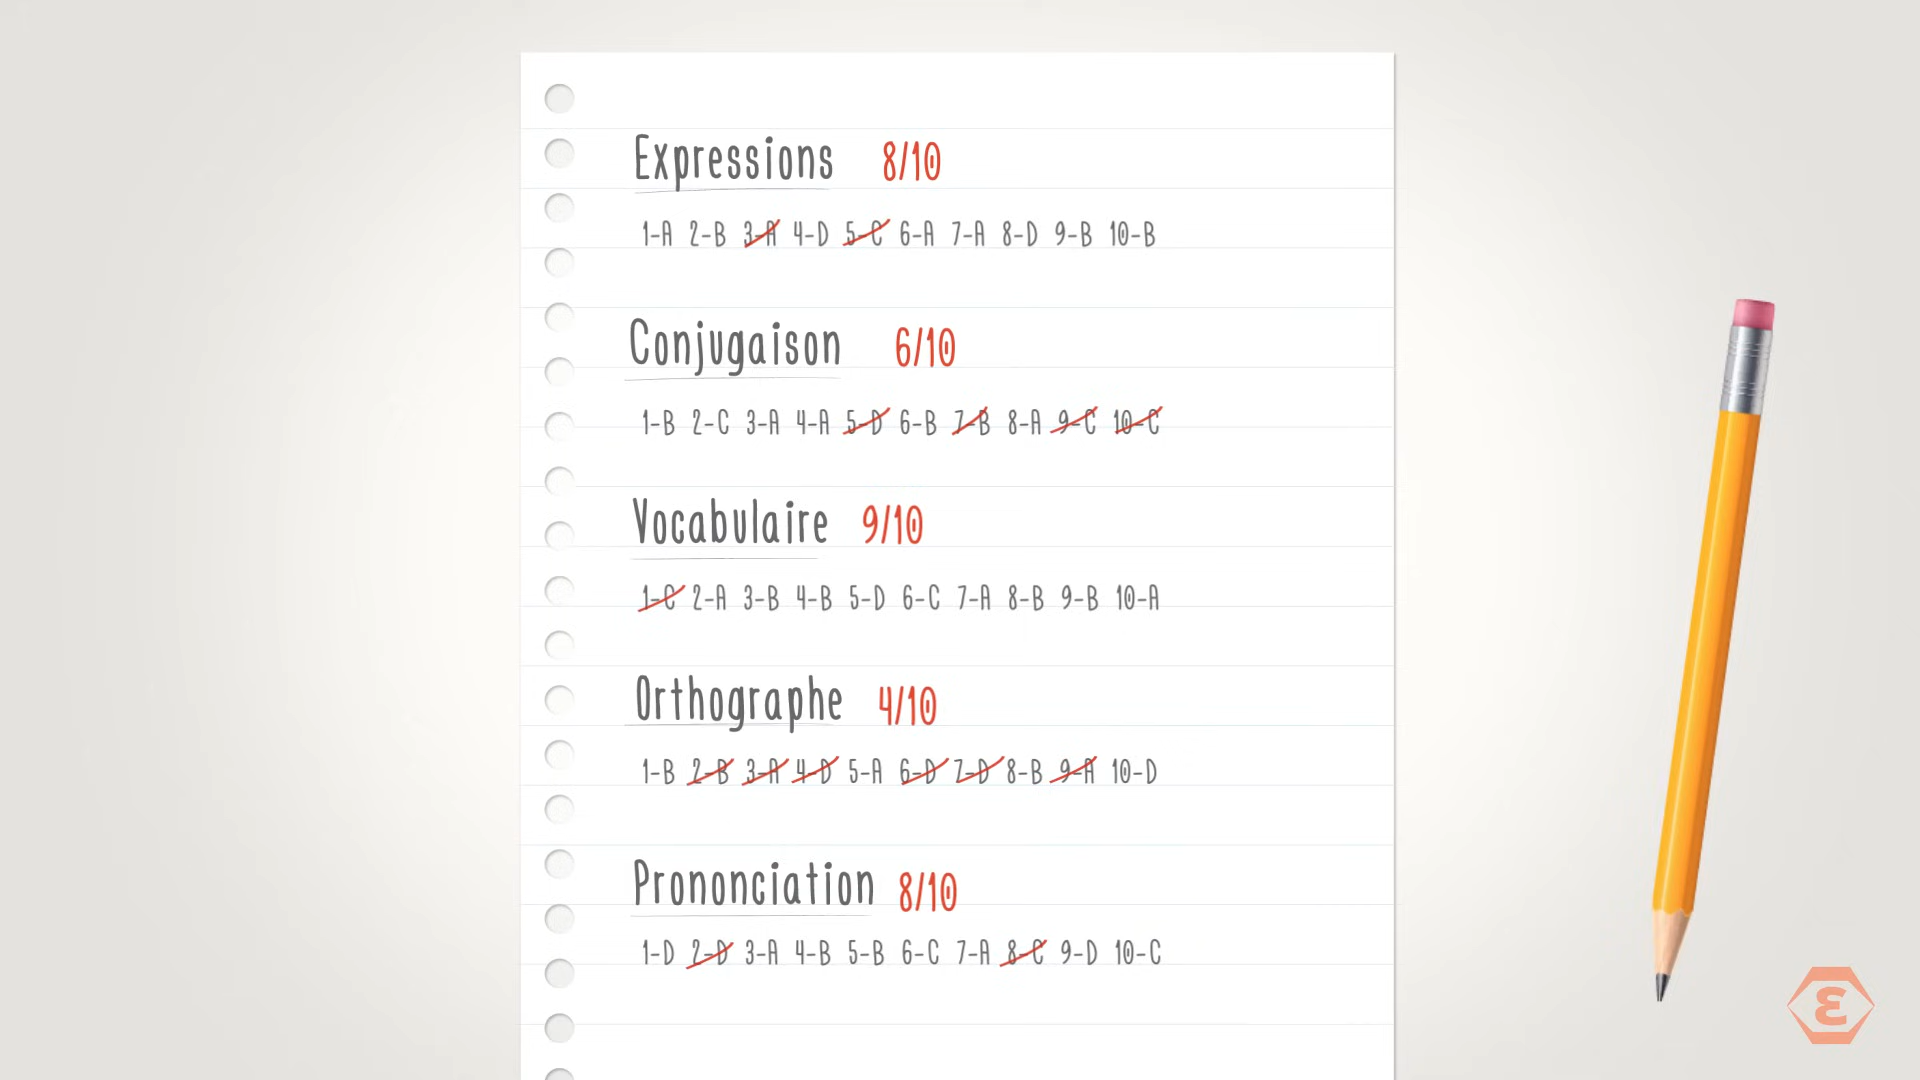 Expressions 8/10
1-A 2-B 3-A 4-D 5-C 6-A 7-A 8-D 9-B 10-B
Conjugaison 6/10
1-B 2-C 3-A 4-A 5-D 6-B 7-B 8-A 9-C 10-C
Vocabulaire 9/10
1-C 2-A 3-B 4-B 5-D 6-C 7-A 8-B 9-B 10-A
Orthographe 4/10
1-B 2-B 3-A 4-D 5-A 6-D 7-D 8-B 9-A 10-D
Prononciation 8/10
1-D 2-D 3-A 4-B 5-B 6-C 7-A 8-C 9-D 10-C
ε